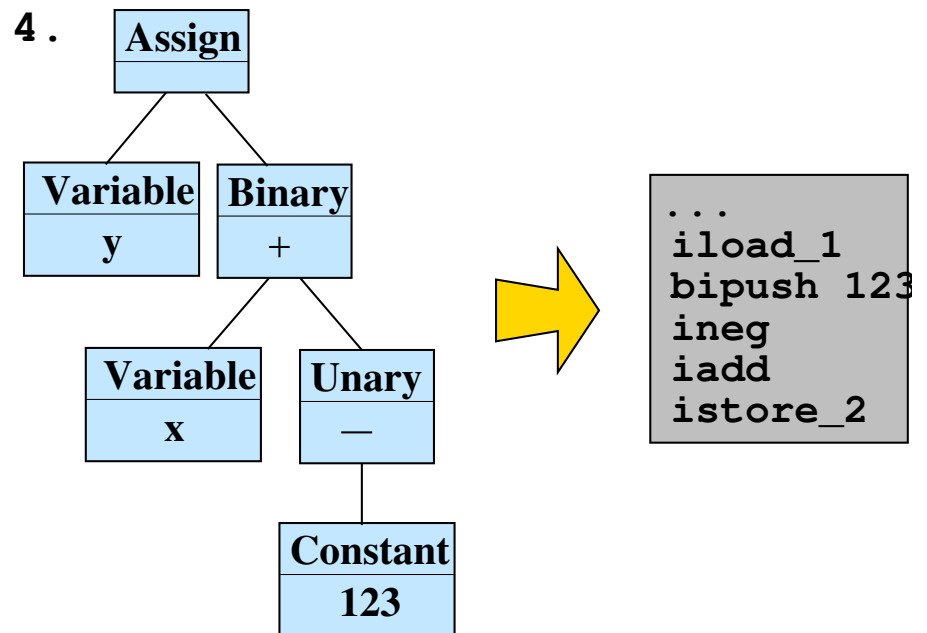 4.
Assign
Variable
y
Binary
+
Variable
x
Unary
—
Constant
123
...
iload_1
bipush 123
ineg
iadd
istore_2